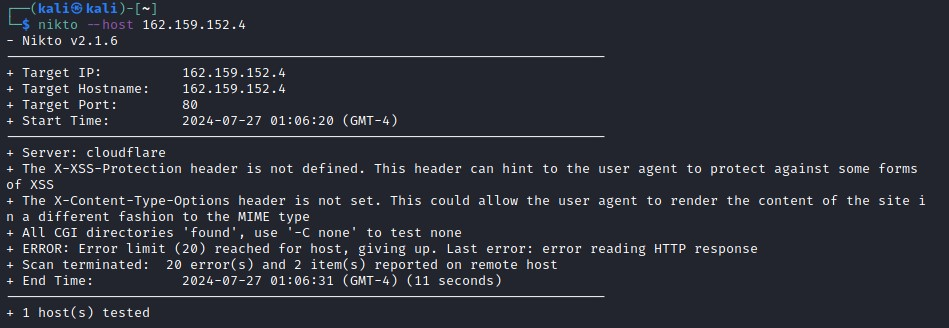 ┌──(kali㉿kali)-[~]
└─$ nikto --host 162.159.152.4
- Nikto v2.1.6
+ Target IP:          162.159.152.4
+ Target Hostname:    162.159.152.4
+ Target Port:        80
+ Start Time:         2024-07-27 01:06:20 (GMT-4)
+ Server: cloudflare
+ The X-XSS-Protection header is not defined. This header can hint to the user agent to protect against some forms
of XSS
+ The X-Content-Type-Options header is not set. This could allow the user agent to render the content of the site i
n a different fashion to the MIME type
+ All CGI directories 'found', use '-C none' to test none
+ ERROR: Error limit (20) reached for host, giving up. Last error: error reading HTTP response
+ Scan terminated:  20 error(s) and 2 item(s) reported on remote host
+ End Time:           2024-07-27 01:06:31 (GMT-4) (11 seconds)
+ 1 host(s) tested